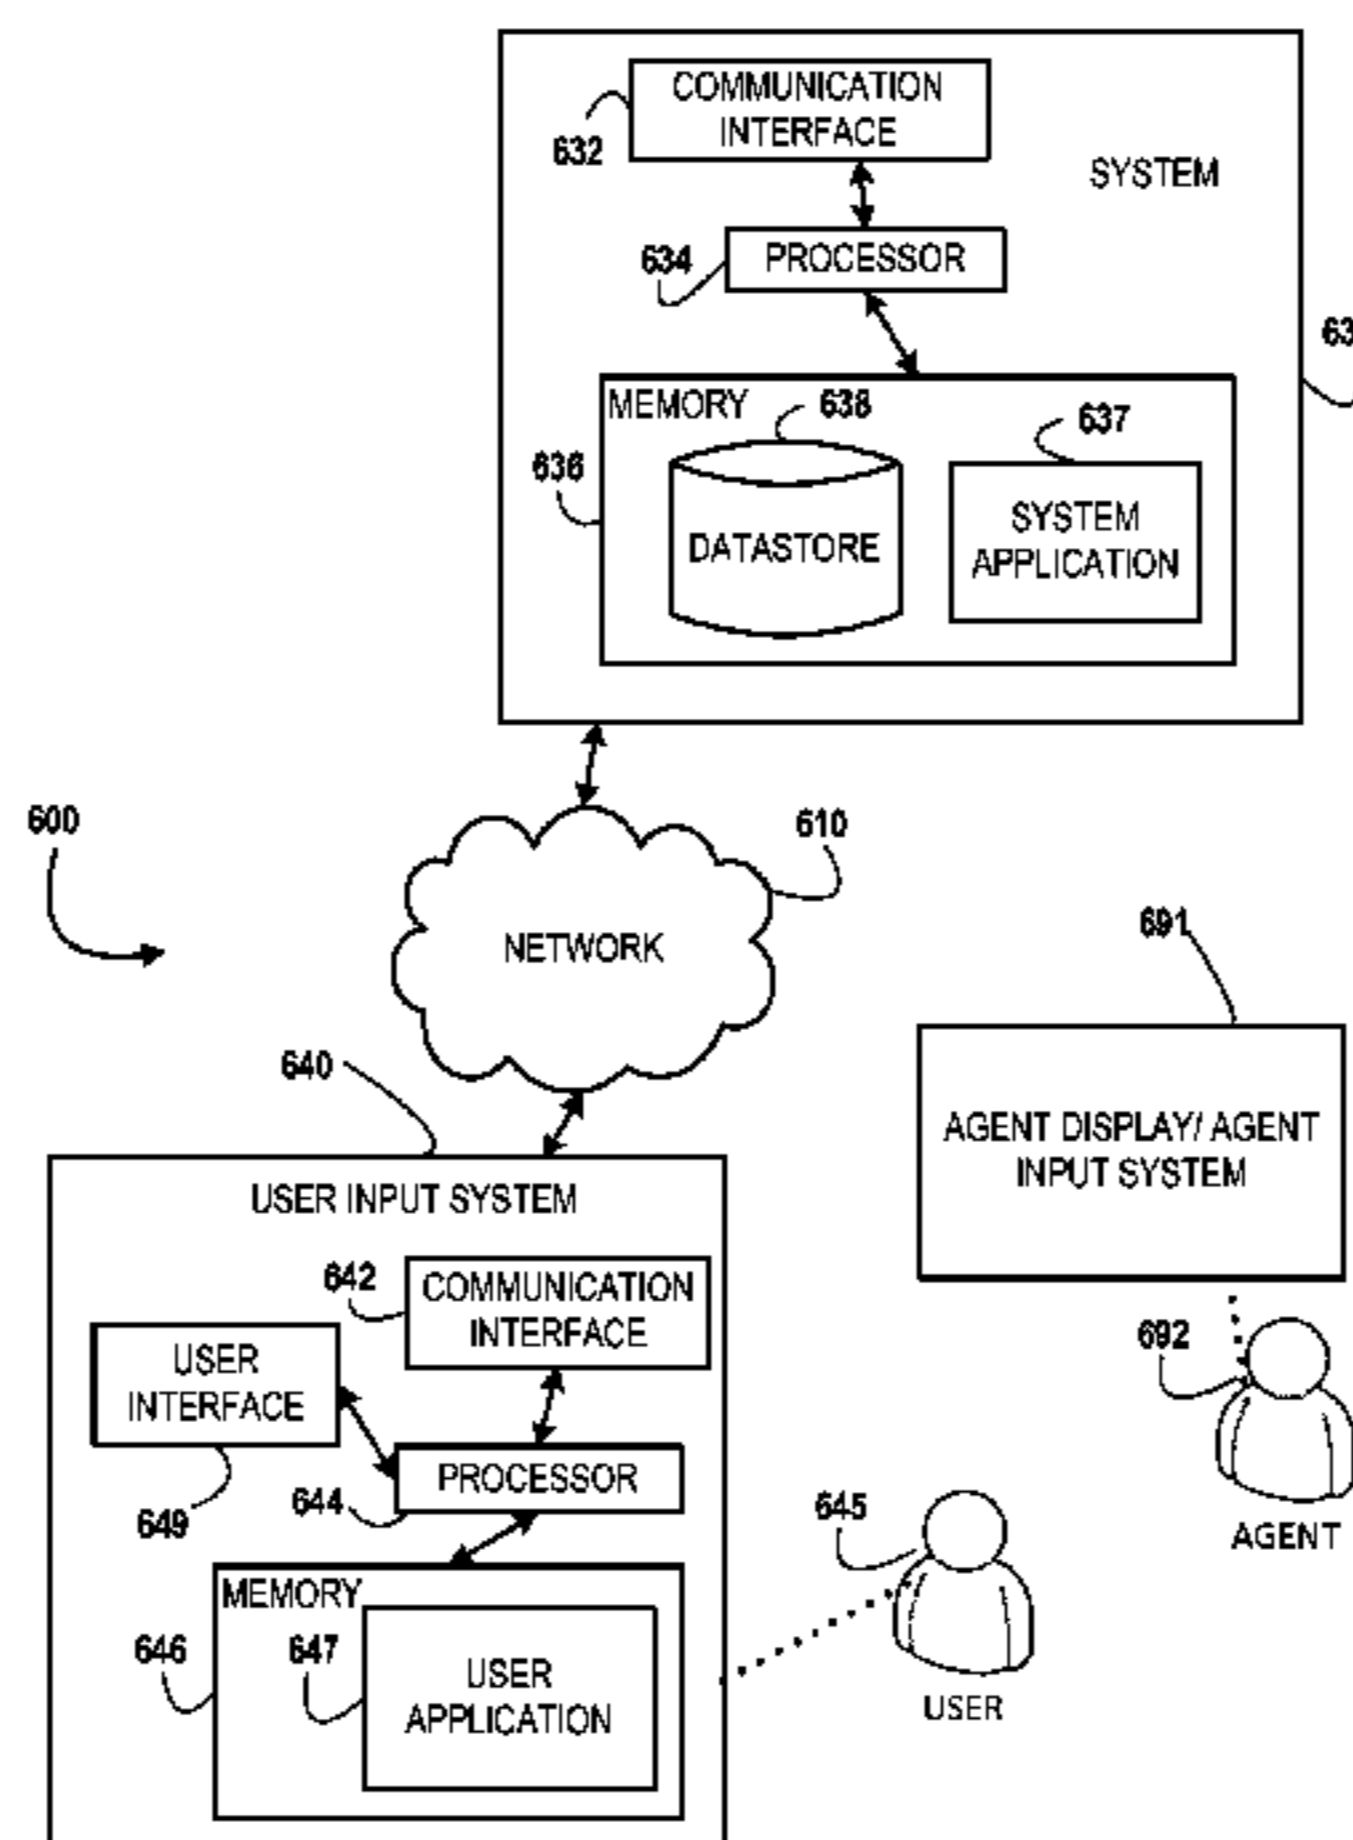 COMMUNICATION
INTERFACE
632
SYSTEM
634
PROCESSOR
MEMORY
638
637
636
DATASTORE
SYSTEM
APPLICATION
600
610
NETWORK
691
640
AGENT DISPLAY/ AGENT
INPUT SYSTEM
USER INPUT SYSTEM
642
COMMUNICATION
INTERFACE
USER
INTERFACE
692
PROCESSOR
644
649
645
AGENT
MEMORY
646
647
USER
APPLICATION
USER